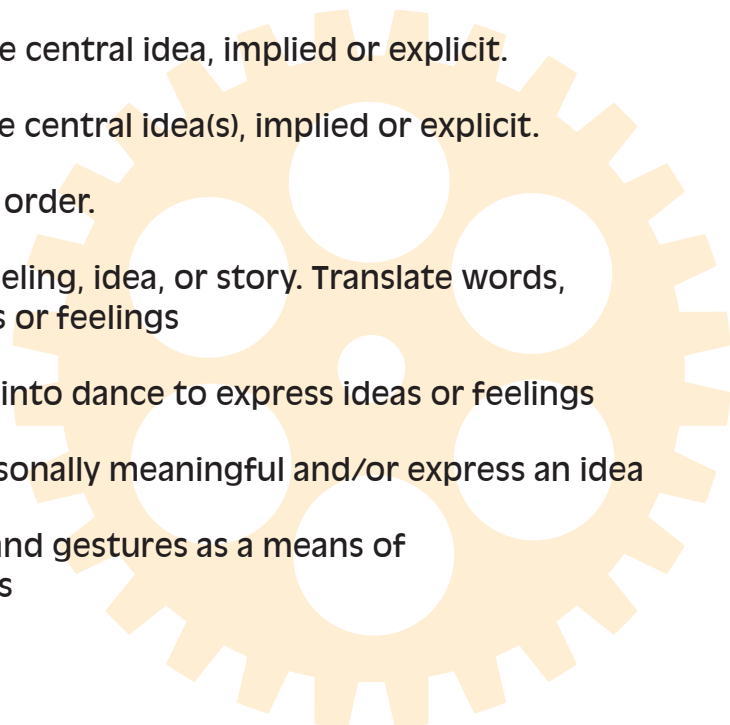 e central idea, implied or explicit.
e central idea(s), implied or explicit.
order.
eling, idea, or story. Translate words,
s or feelings
into dance to express ideas or feelings
sonally meaningful and/or express an idea
and gestures as a means of
s